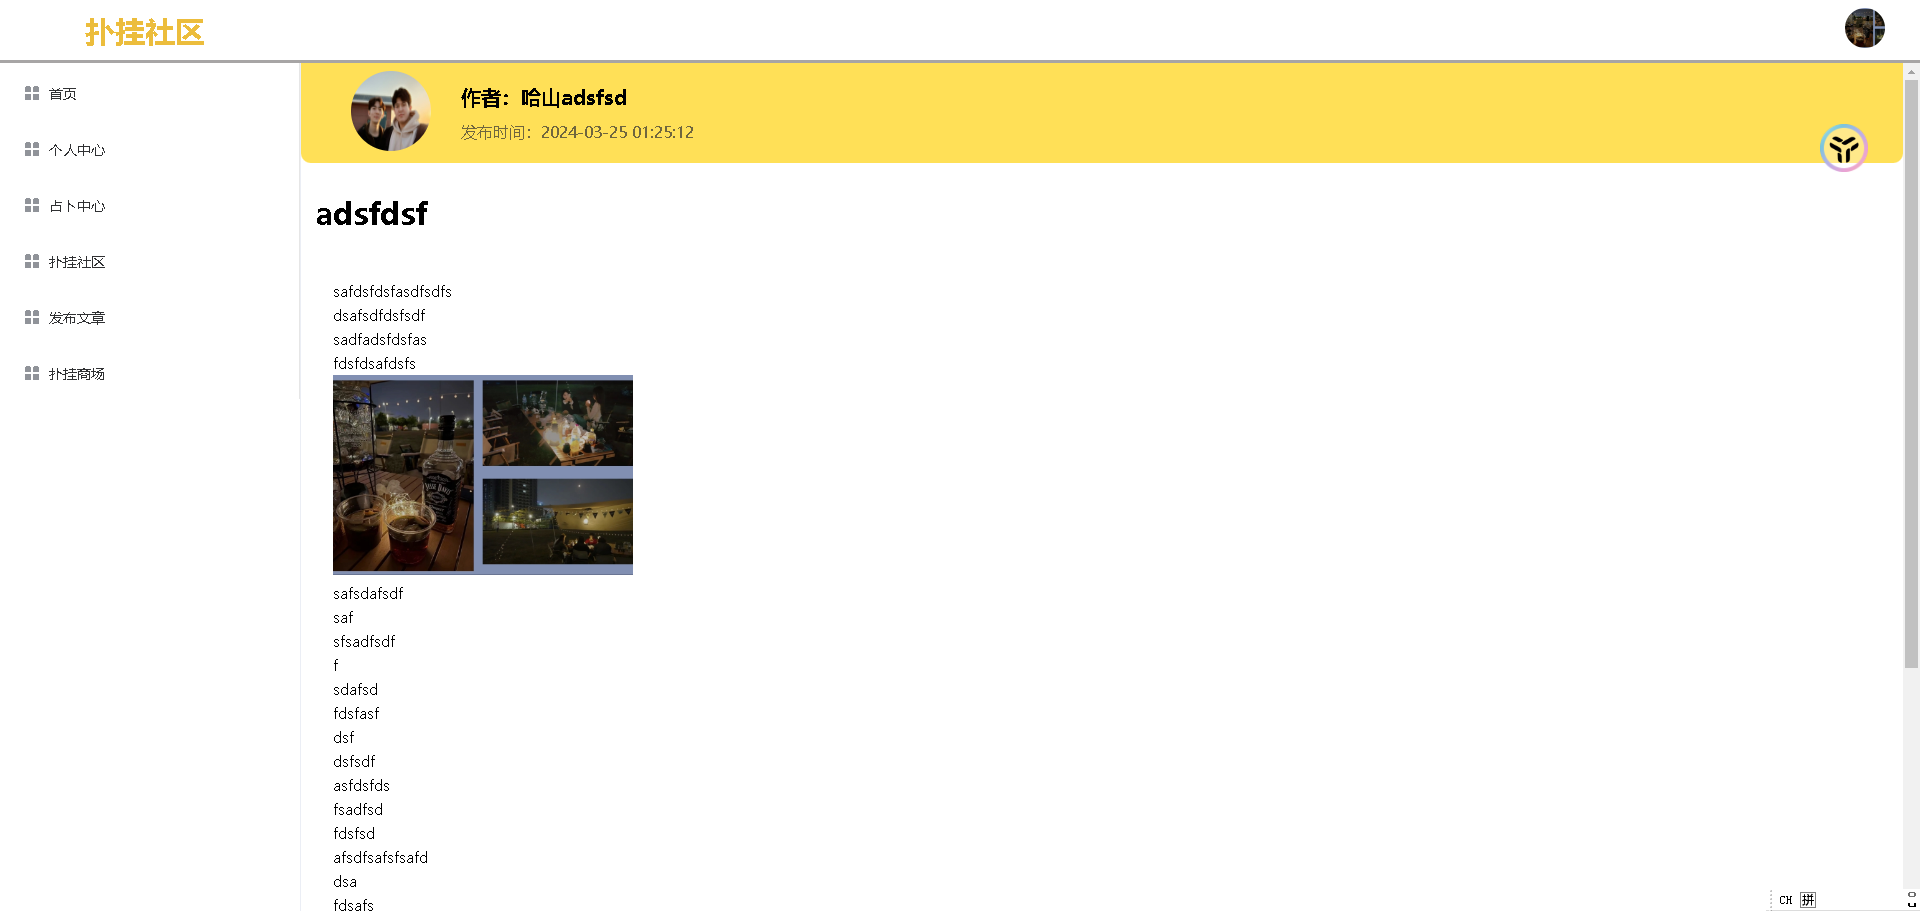 扑挂社区
首页
个人中心
占卜中心
扑挂社区
发布文章
扑挂商场
作者：哈山adsfsd
发布时间：2024-03-25 01:25:12
adsfdsf
safdsfdsfasdfsdfs
dsafsdfdsfsdf
sadfadsfdsfas
fdsfdsafdsfs
safsdafsdf
saf
sfsadfsdf
f
sdafsd
fdsfasf
dsf
dsfsdf
asfdsfds
fsadfsd
fdsfsd
afsdfsafsfsafd
dsa
fdsafs
CH 拼